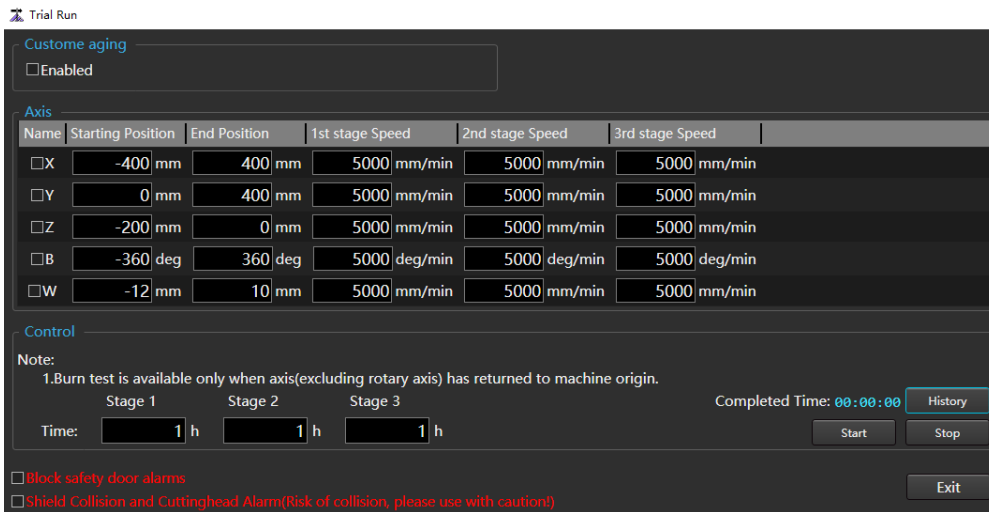 Trial Run
Custome aging
Enabled
Axis
Name Starting Position End Position 1st stage Speed 2nd stage Speed 3rd stage Speed
X -400 mm 400 mm 5000 mm/min 5000 mm/min 5000 mm/min
Y 0 mm 400 mm 5000 mm/min 5000 mm/min 5000 mm/min
Z -200 mm 0 mm 5000 mm/min 5000 mm/min 5000 mm/min
B -360 deg 360 deg 5000 deg/min 5000 deg/min 5000 deg/min
W -12 mm 10 mm 5000 mm/min 5000 mm/min 5000 mm/min
Control
Note:
1.Burn test is available only when axis(excluding rotary axis) has returned to machine origin.
Stage 1 Stage 2 Stage 3 Completed Time: 00:00:00 History
Time: 1 h 1 h 1 h Start Stop
Block safety door alarms
Exit
Shield Collision and Cuttinghead Alarm(Risk of collision, please use with caution!)